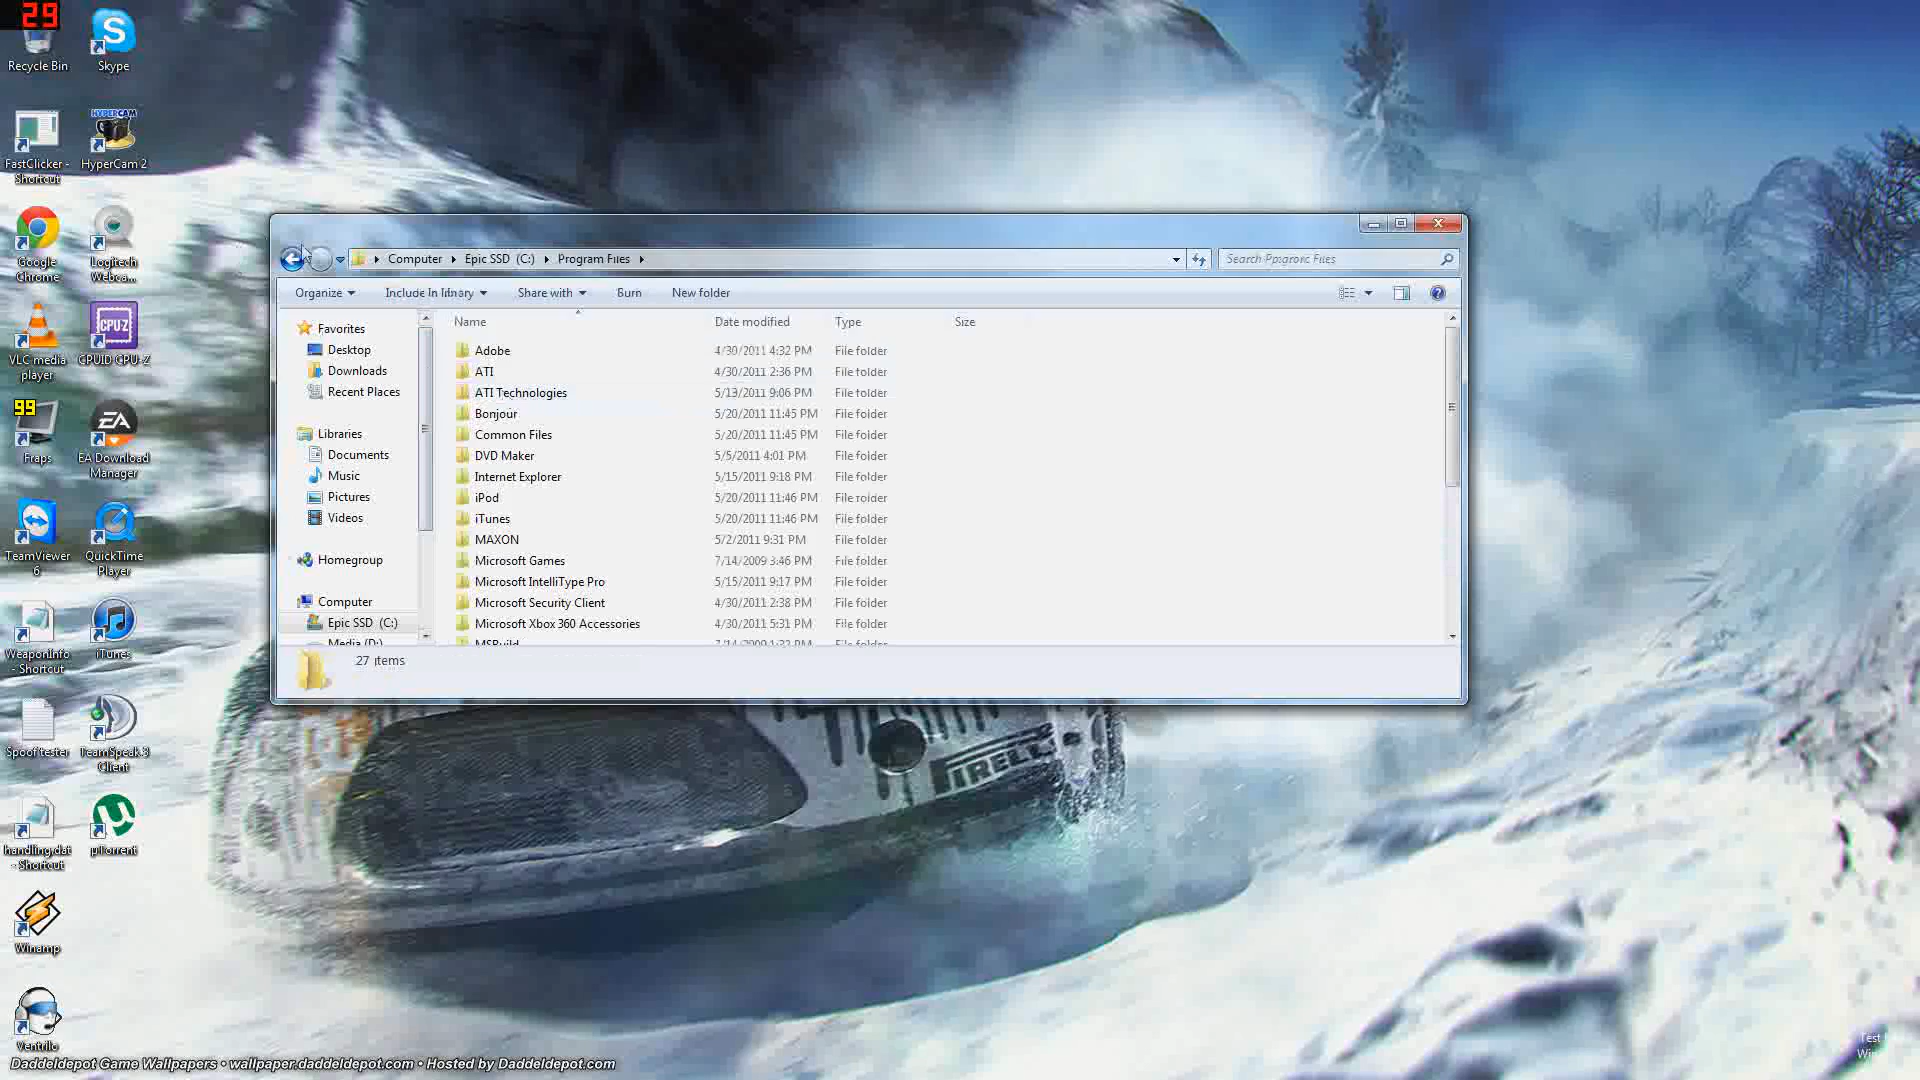 29
Recycle Bin
Skype
HYPERCAM
FastClicker - Shortcut
HyperCam 2
Google Chrome
Logitech Webca...
CPU-Z
VLC media player
CPUID CPU-Z
99
EA
Fraps
EA Download Manager
TeamViewer 6
QuickTime Player
WeaponInfo - Shortcut
iTunes
Spooftester
TeamSpeak 3 Client
handling.dat - Shortcut
µTorrent
Winamp
Ventrilo
Computer
Epic SSD (C:)
Program Files
Organize
Include in library
Share with
Burn
New folder
Favorites
Desktop
Downloads
Recent Places
Libraries
Documents
Music
Pictures
Videos
Homegroup
Computer
Epic SSD (C:)
Media (D:)
Name Date modified Type Size
Adobe 4/30/2011 4:32 PM File folder
ATI 4/30/2011 2:36 PM File folder
ATI Technologies 5/13/2011 9:06 PM File folder
Bonjour 5/20/2011 11:45 PM File folder
Common Files 5/20/2011 11:45 PM File folder
DVD Maker 5/5/2011 4:01 PM File folder
Internet Explorer 5/15/2011 9:18 PM File folder
iPod 5/20/2011 11:46 PM File folder
iTunes 5/20/2011 11:46 PM File folder
MAXON 5/2/2011 9:31 PM File folder
Microsoft Games 7/14/2009 3:46 PM File folder
Microsoft IntelliType Pro 5/15/2011 9:17 PM File folder
Microsoft Security Client 4/30/2011 2:38 PM File folder
Microsoft Xbox 360 Accessories 4/30/2011 5:31 PM File folder
MSBuild 7/14/2009 1:32 PM File folder
27 items
PIRELLI
Test
Daddeldepot Game Wallpapers • wallpaper.daddeldepot.com • Hosted by Daddeldepot.com